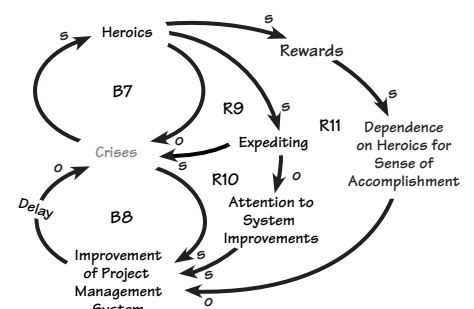 s
Heroics
s
Rewards
B7
R9
s
s
R11
Dependence
on Heroics for
Sense of
Accomplishment
Crises
o
Expediting
s
o
R10
o
Delay
B8
Attention to
System
Improvements
s
s
Improvement
of Project
Management
System
o